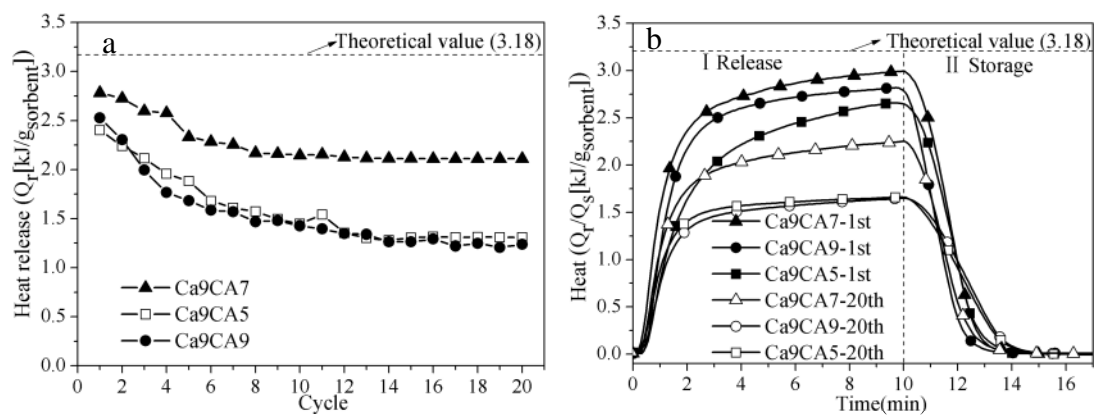 a
Theoretical value (3.18)
Heat release (Qr[kJ/gsorbent])
3.5
3.0
2.5
2.0
1.5
1.0
0.5
0.0
Ca9CA7
Ca9CA5
Ca9CA9
0 2 4 6 8 10 12 14 16 18 20
Cycle
b
Theoretical value (3.18)
I Release
II Storage
Heat (Qr/Qs[kJ/gsorbent])
3.5
3.0
2.5
2.0
1.5
1.0
0.5
0.0
Ca9CA7-1st
Ca9CA9-1st
Ca9CA5-1st
Ca9CA7-20th
Ca9CA9-20th
Ca9CA5-20th
0 2 4 6 8 10 12 14 16
Time(min)